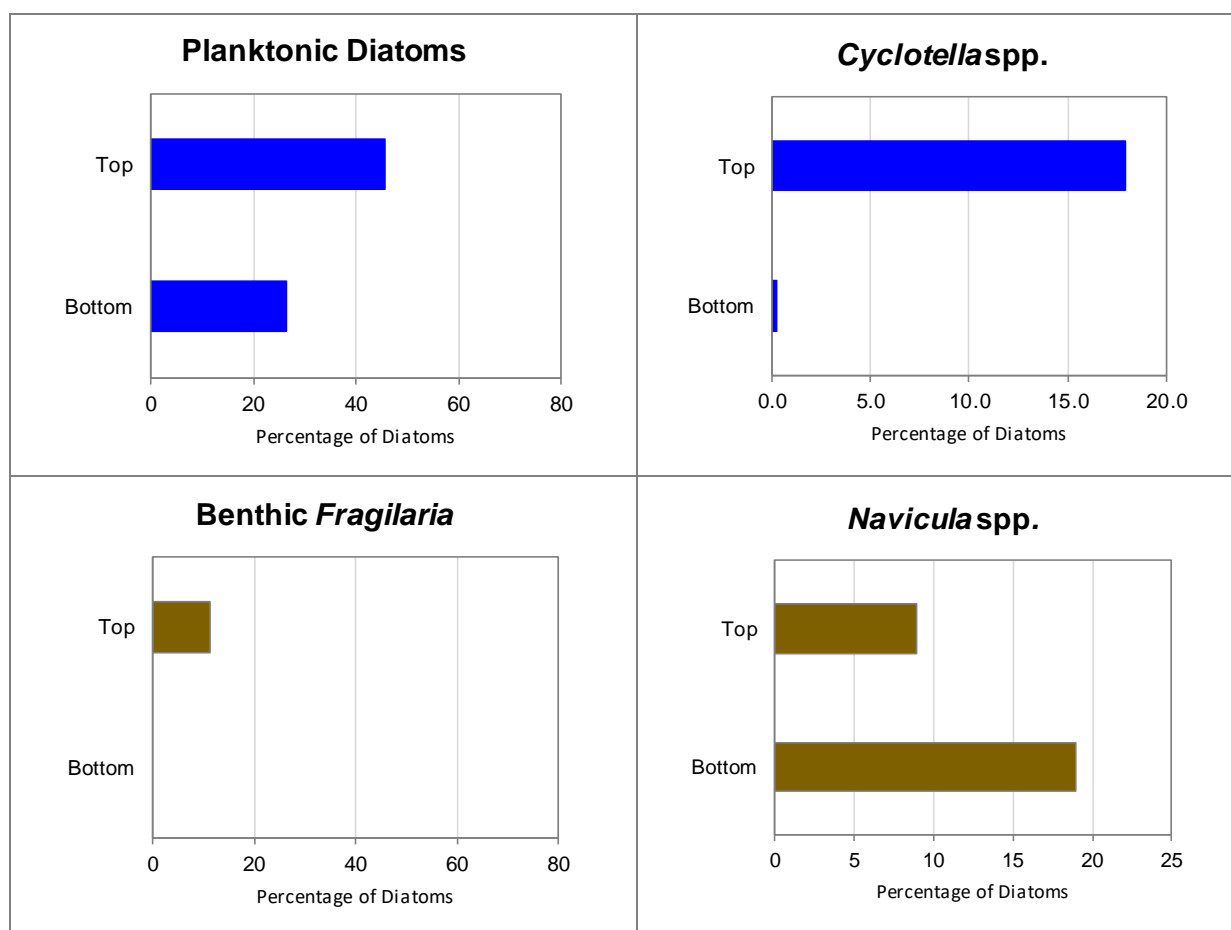 Planktonic Diatoms
Top
Bottom
0 20 40 60 80
Percentage of Diatoms
Cyclotella spp.
Top
Bottom
0.0 5.0 10.0 15.0 20.0
Percentage of Diatoms
Benthic Fragilaria
Top
Bottom
0 20 40 60 80
Percentage of Diatoms
Navicula spp.
Top
Bottom
0 5 10 15 20 25
Percentage of Diatoms